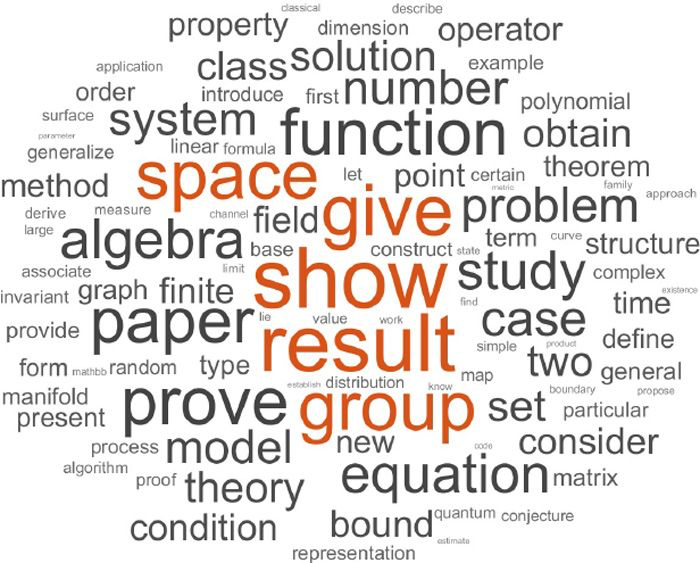 classical describe
property dimension operator
application class solution example
order introduce first number polynomial
surface system function obtain
parameter
generalize linear formula
method space let point certain theorem
metric family approach
derive measure channel field give problem
large algebra base construct state term curve structure
associate limit show study complex
invariant graph finite find time existence
provide paper lie value work case define
result simple product
form mathbb random type map two general
manifold establish distribution know boundary propose
present prove group set particular
process model new code consider
algorithm proof theory equation matrix
condition bound quantum conjecture
estimate
representation